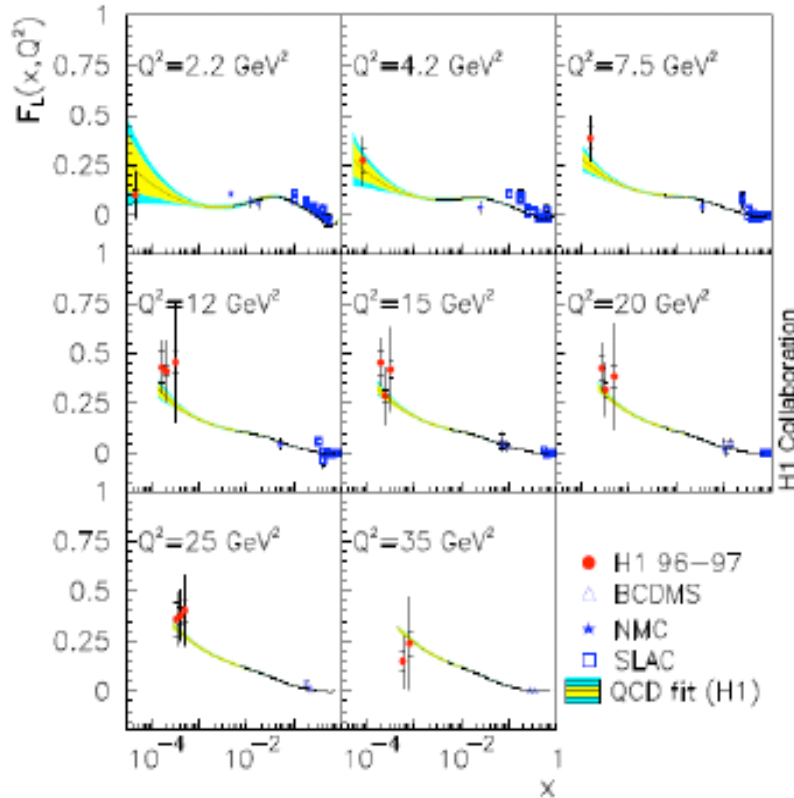 F_L(x,Q²)
1
0.75
0.5
0.25
0
Q²=2.2 GeV²
Q²=4.2 GeV²
Q²=7.5 GeV²
1
0.75
0.5
0.25
0
Q²=12 GeV²
Q²=15 GeV²
Q²=20 GeV²
1
0.75
0.5
0.25
0
Q²=25 GeV²
Q²=35 GeV²
10⁻⁴
10⁻²
10⁻⁴
10⁻²
1
x
H1 96−97
BCDMS
NMC
SLAC
QCD fit (H1)
H1 Collaboration